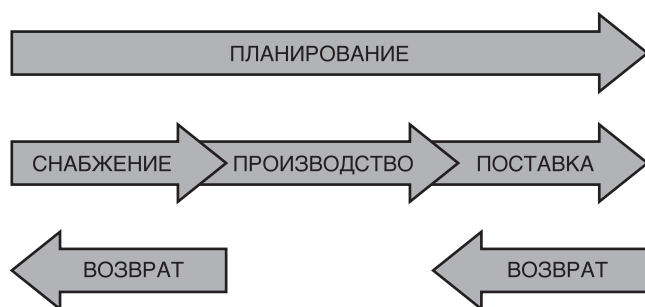 ПЛАНИРОВАНИЕ
СНАБЖЕНИЕ ПРОИЗВОДСТВО ПОСТАВКА
ВОЗВРАТ ВОЗВРАТ